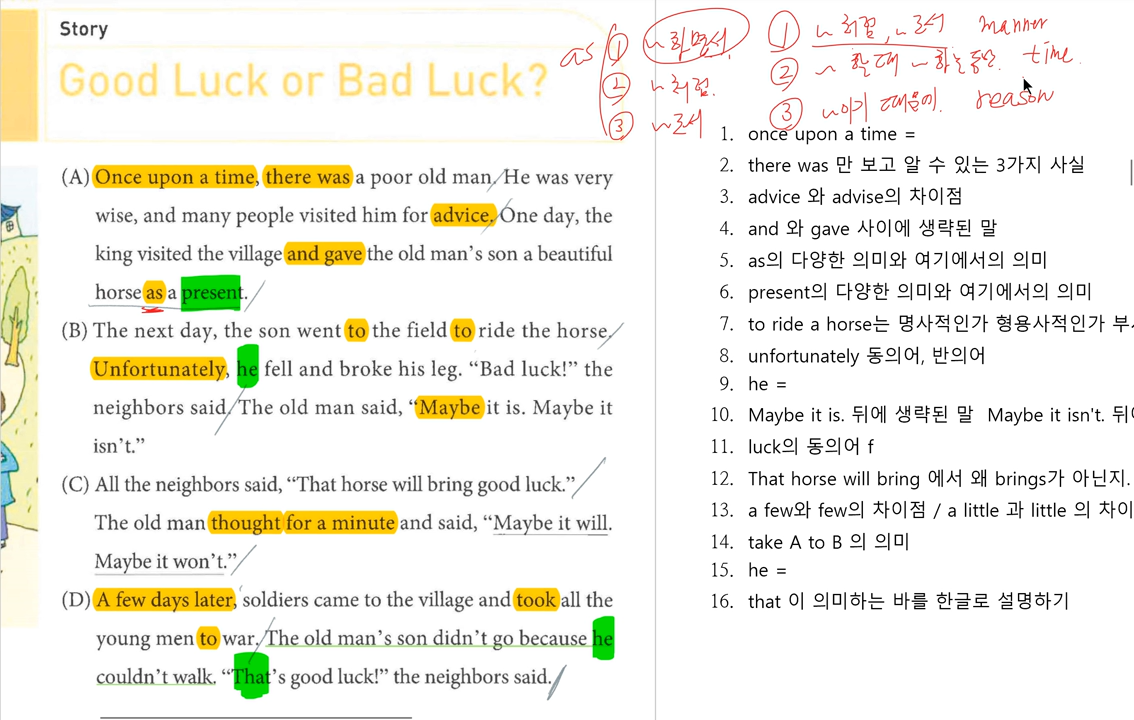 Story
Good Luck or Bad Luck?
(A) Once upon a time, there was a poor old man. He was very
wise, and many people visited him for advice. One day, the
king visited the village and gave the old man's son a beautiful
horse as a present.
(B) The next day, the son went to the field to ride the horse.
Unfortunately, he fell and broke his leg. “Bad luck!” the
neighbors said. The old man said, “Maybe it is. Maybe it
isn't.”
(C) All the neighbors said, “That horse will bring good luck.”
The old man thought for a minute and said, “Maybe it will.
Maybe it won't.”
(D) A few days later, soldiers came to the village and took all the
young men to war. The old man's son didn't go because he
couldn't walk. “That's good luck!” the neighbors said.
as ① ~하면서
② ~처럼.
③ ~로서
① ~처럼, ~로서 manner
② ~ 할때 ~하는동안. time.
③ ~이기 때문에. reason
1. once upon a time =
2. there was 만 보고 알 수 있는 3가지 사실
3. advice 와 advise의 차이점
4. and 와 gave 사이에 생략된 말
5. as의 다양한 의미와 여기에서의 의미
6. present의 다양한 의미와 여기에서의 의미
7. to ride a horse는 명사적인가 형용사적인가 부
8. unfortunately 동의어, 반의어
9. he =
10. Maybe it is. 뒤에 생략된 말 Maybe it isn't. 뒤
11. luck의 동의어 f
12. That horse will bring 에서 왜 brings가 아닌지.
13. a few와 few의 차이점 / a little 과 little 의 차이
14. take A to B 의 의미
15. he =
16. that 이 의미하는 바를 한글로 설명하기